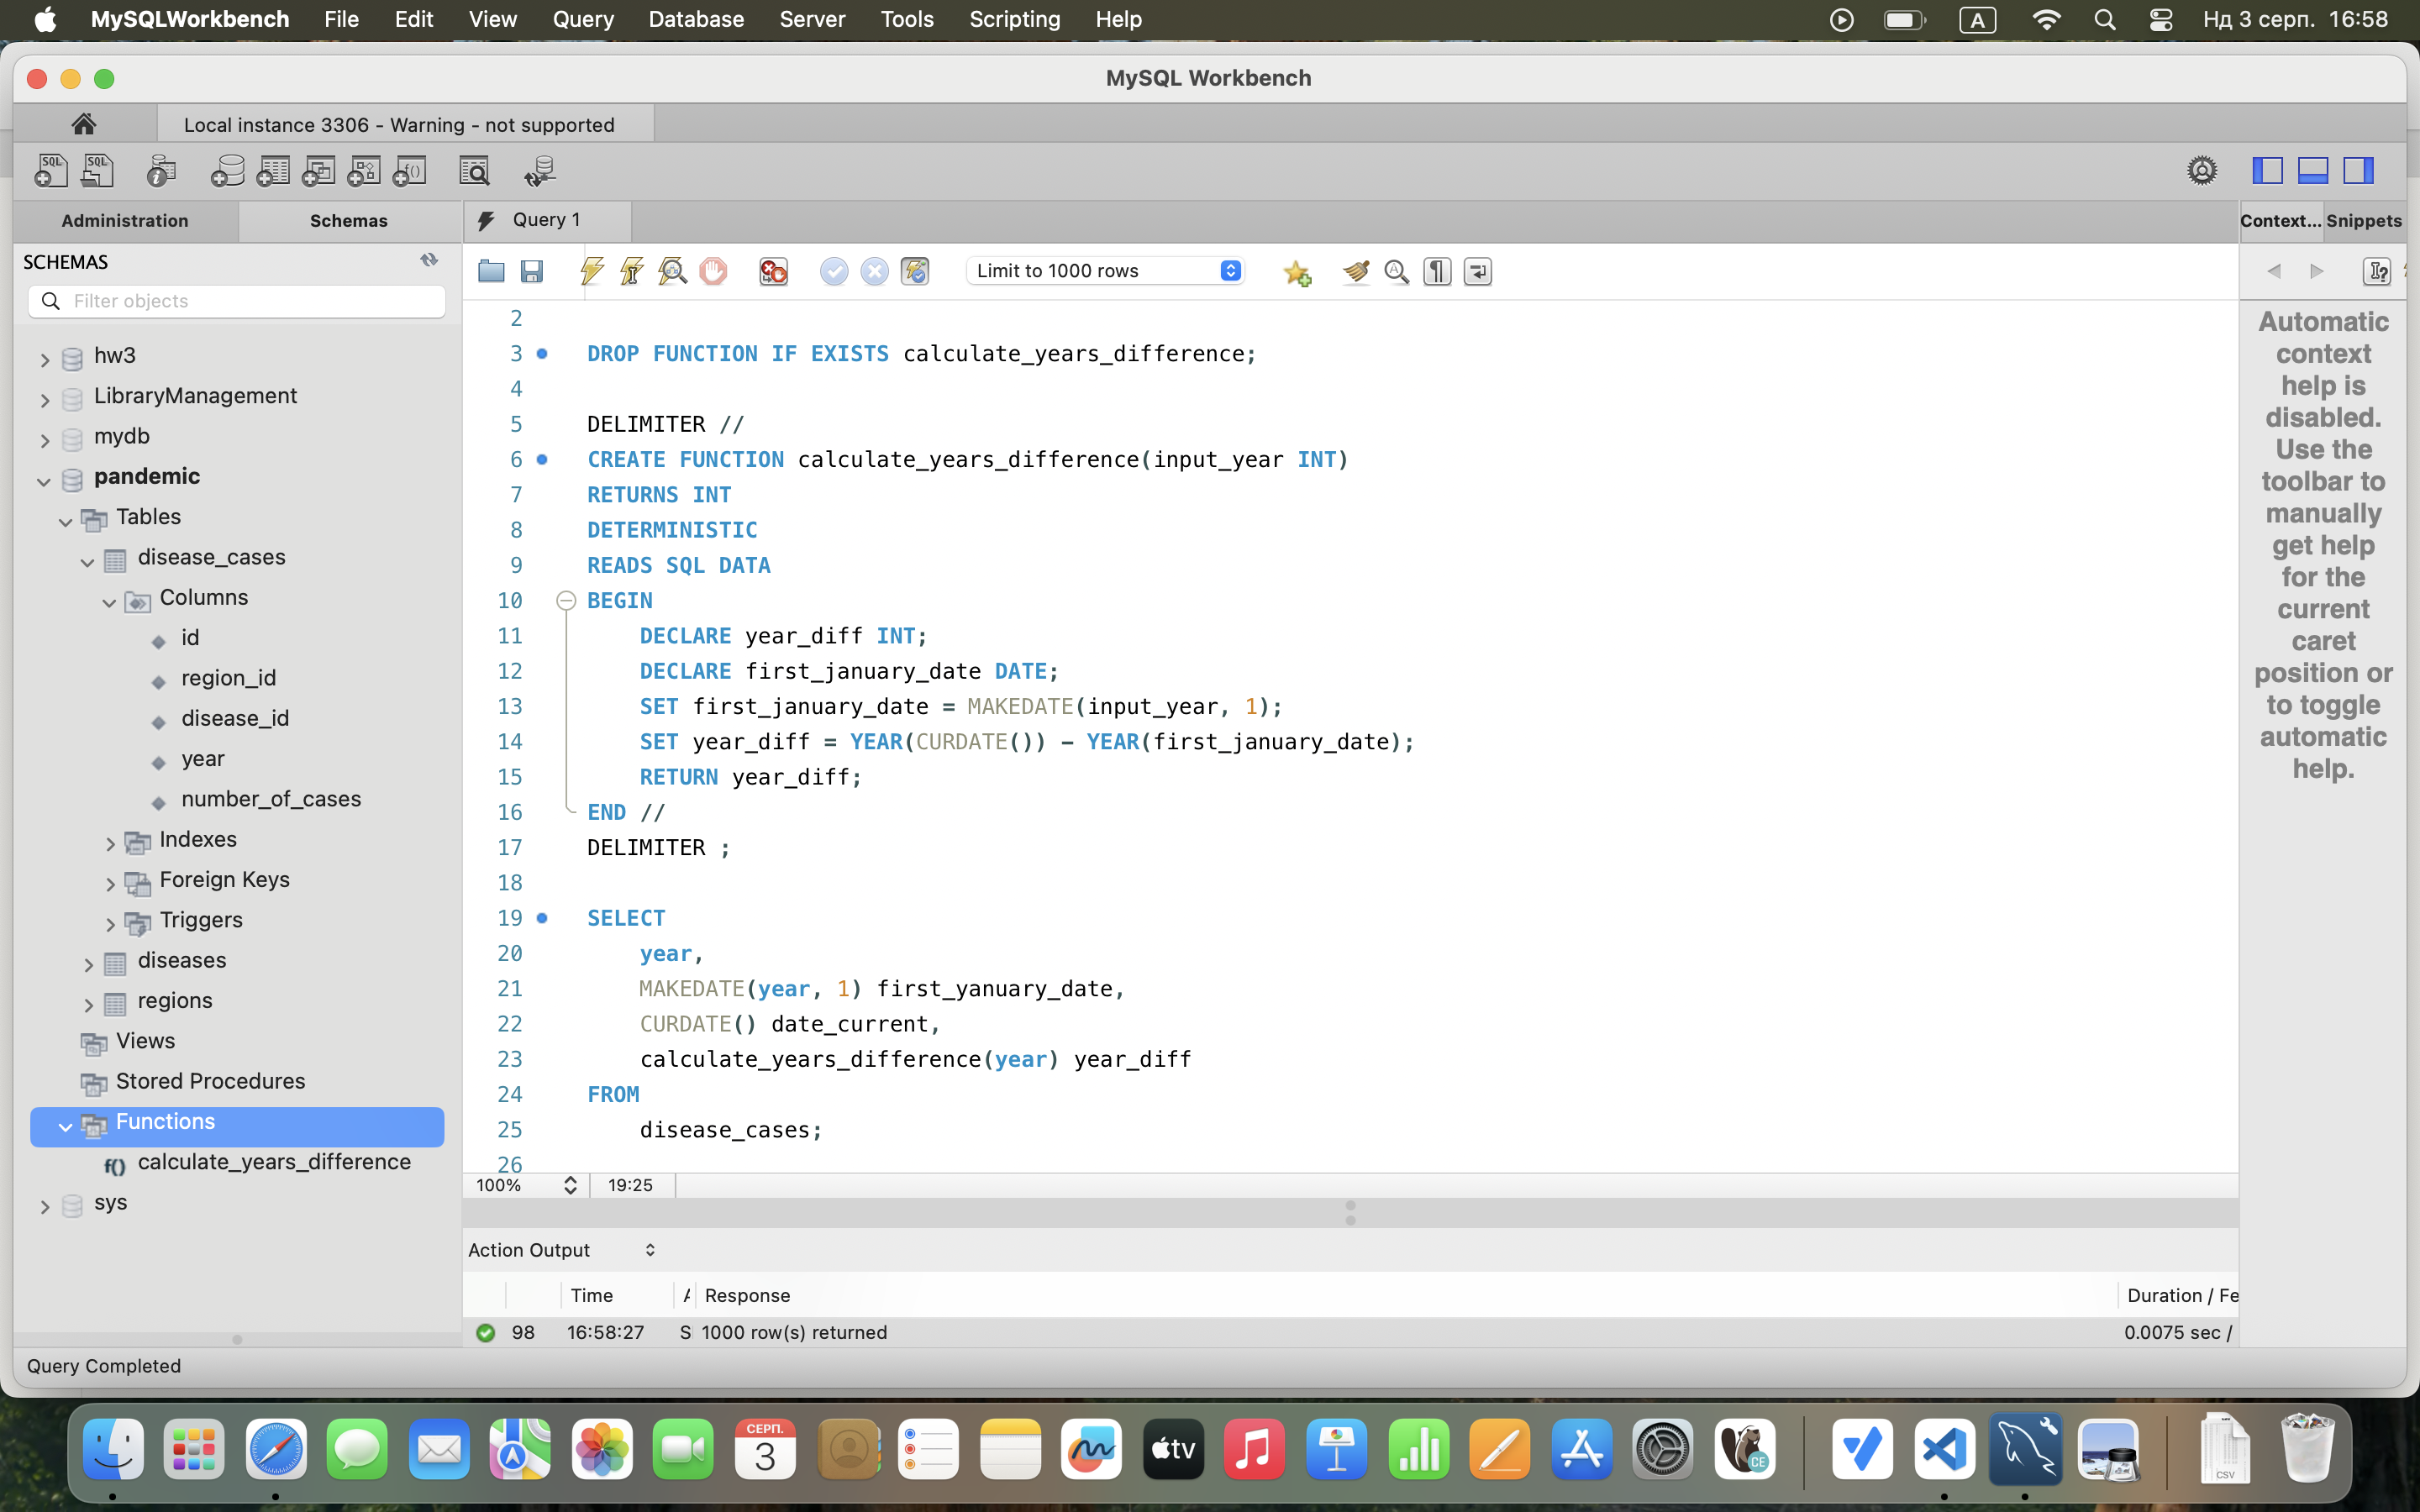 MySQLWorkbench File Edit View Query Database Server Tools Scripting Help A Нд 3 серп. 16:58
MySQL Workbench
Local instance 3306 - Warning - not supported
Administration Schemas Query 1 Context... Snippets
SCHEMAS
Filter objects
Limit to 1000 rows
hw3
LibraryManagement
mydb
pandemic
Tables
disease_cases
Columns
id
region_id
disease_id
year
number_of_cases
Indexes
Foreign Keys
Triggers
diseases
regions
Views
Stored Procedures
Functions
f() calculate_years_difference
sys
2
3 DROP FUNCTION IF EXISTS calculate_years_difference;
4
5 DELIMITER //
6 CREATE FUNCTION calculate_years_difference(input_year INT)
7 RETURNS INT
8 DETERMINISTIC
9 READS SQL DATA
10 BEGIN
11 DECLARE year_diff INT;
12 DECLARE first_january_date DATE;
13 SET first_january_date = MAKEDATE(input_year, 1);
14 SET year_diff = YEAR(CURDATE()) - YEAR(first_january_date);
15 RETURN year_diff;
16 END //
17 DELIMITER ;
18
19 SELECT
20 year,
21 MAKEDATE(year, 1) first_yanuary_date,
22 CURDATE() date_current,
23 calculate_years_difference(year) year_diff
24 FROM
25 disease_cases;
26
100% 19:25
Automatic
context
help is
disabled.
Use the
toolbar to
manually
get help
for the
current
caret
position or
to toggle
automatic
help.
Action Output
Time A Response Duration / Fe
98 16:58:27 S 1000 row(s) returned 0.0075 sec /
Query Completed
СЕРП.
3
tv
CE
CSV